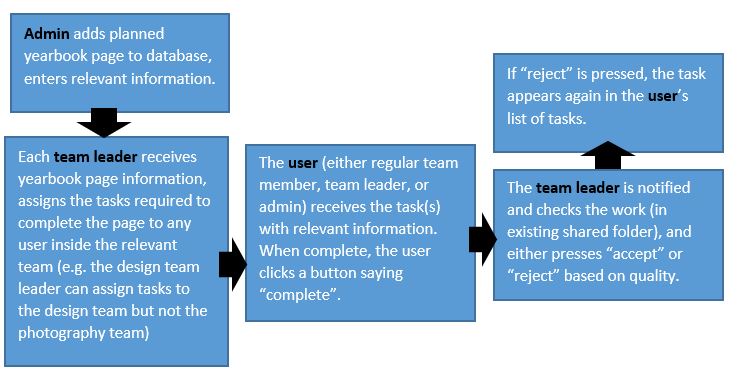 Admin adds planned
yearbook page to database,
enters relevant information.
Each team leader receives
yearbook page information,
assigns the tasks required to
complete the page to any
user inside the relevant
team (e.g. the design team
leader can assign tasks to
the design team but not the
photography team)
The user (either regular team
member, team leader, or
admin) receives the task(s)
with relevant information.
When complete, the user
clicks a button saying
“complete”.
The team leader is notified
and checks the work (in
existing shared folder), and
either presses “accept” or
“reject” based on quality.
If “reject” is pressed, the task
appears again in the user’s
list of tasks.